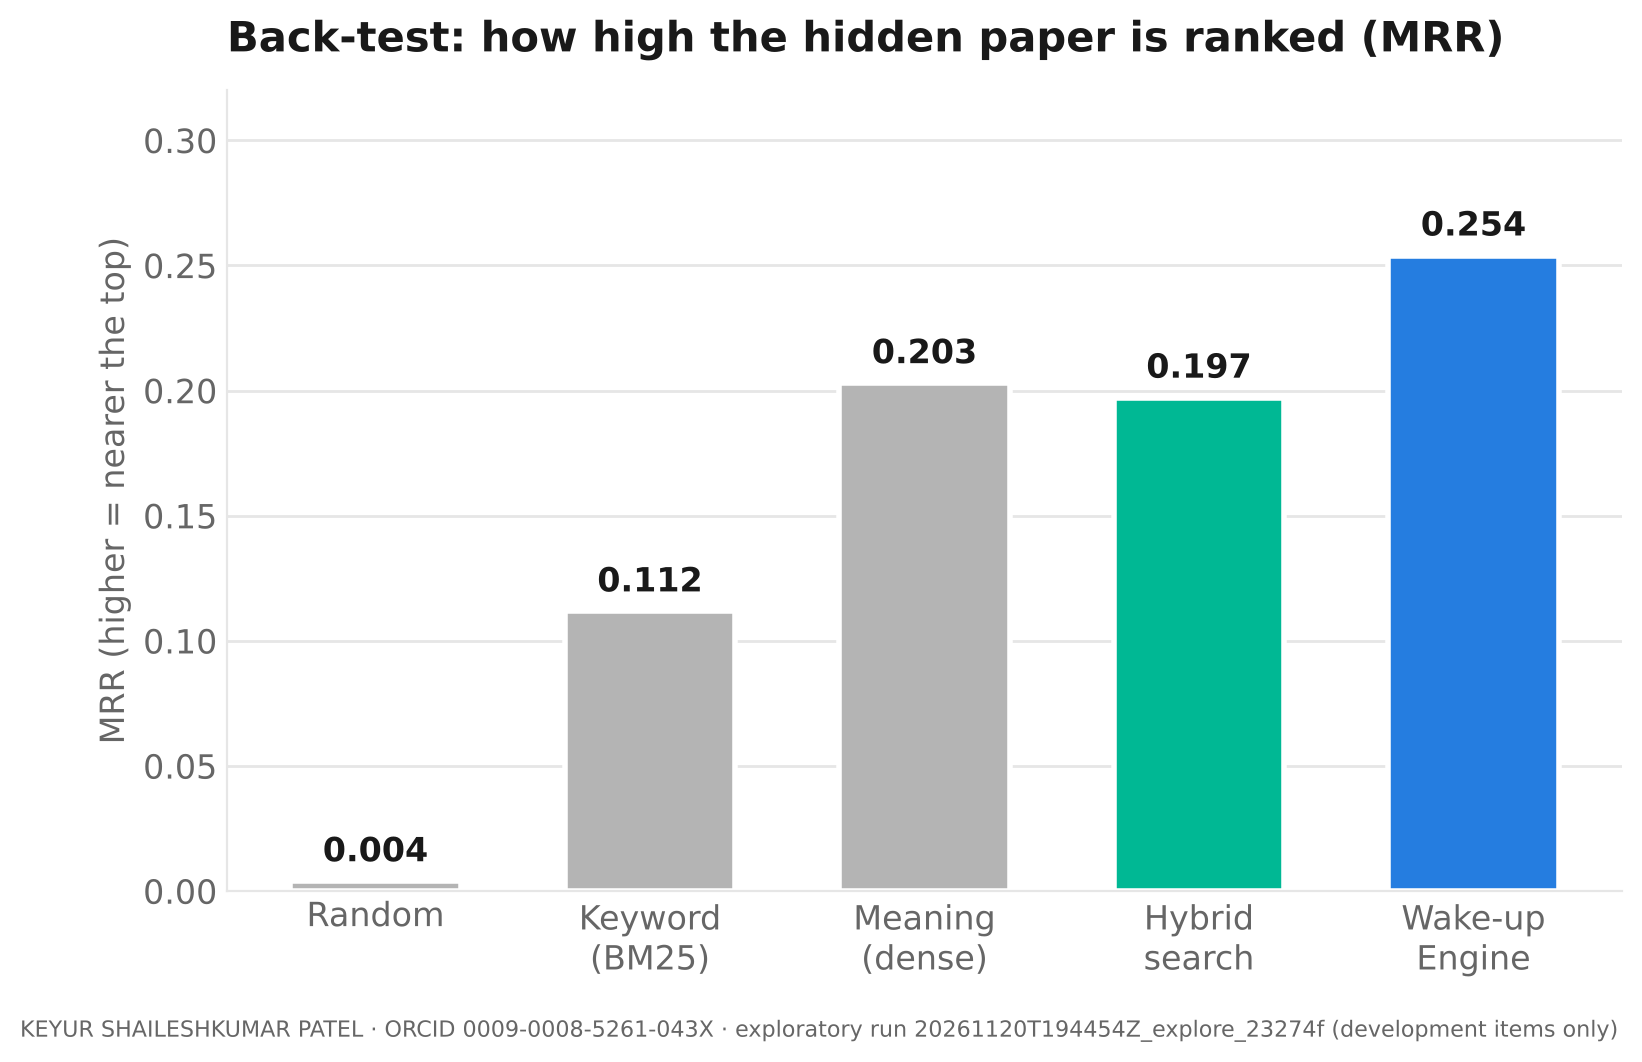 Back-test: how high the hidden paper is ranked (MRR)
MRR (higher = nearer the top)
0.30
0.25
0.20
0.15
0.10
0.05
0.00
0.004
0.112
0.203
0.197
0.254
Random
Keyword
(BM25)
Meaning
(dense)
Hybrid
search
Wake-up
Engine
KEYUR SHAILESHKUMAR PATEL · ORCID 0009-0008-5261-043X · exploratory run 20261120T194454Z_explore_23274f (development items only)